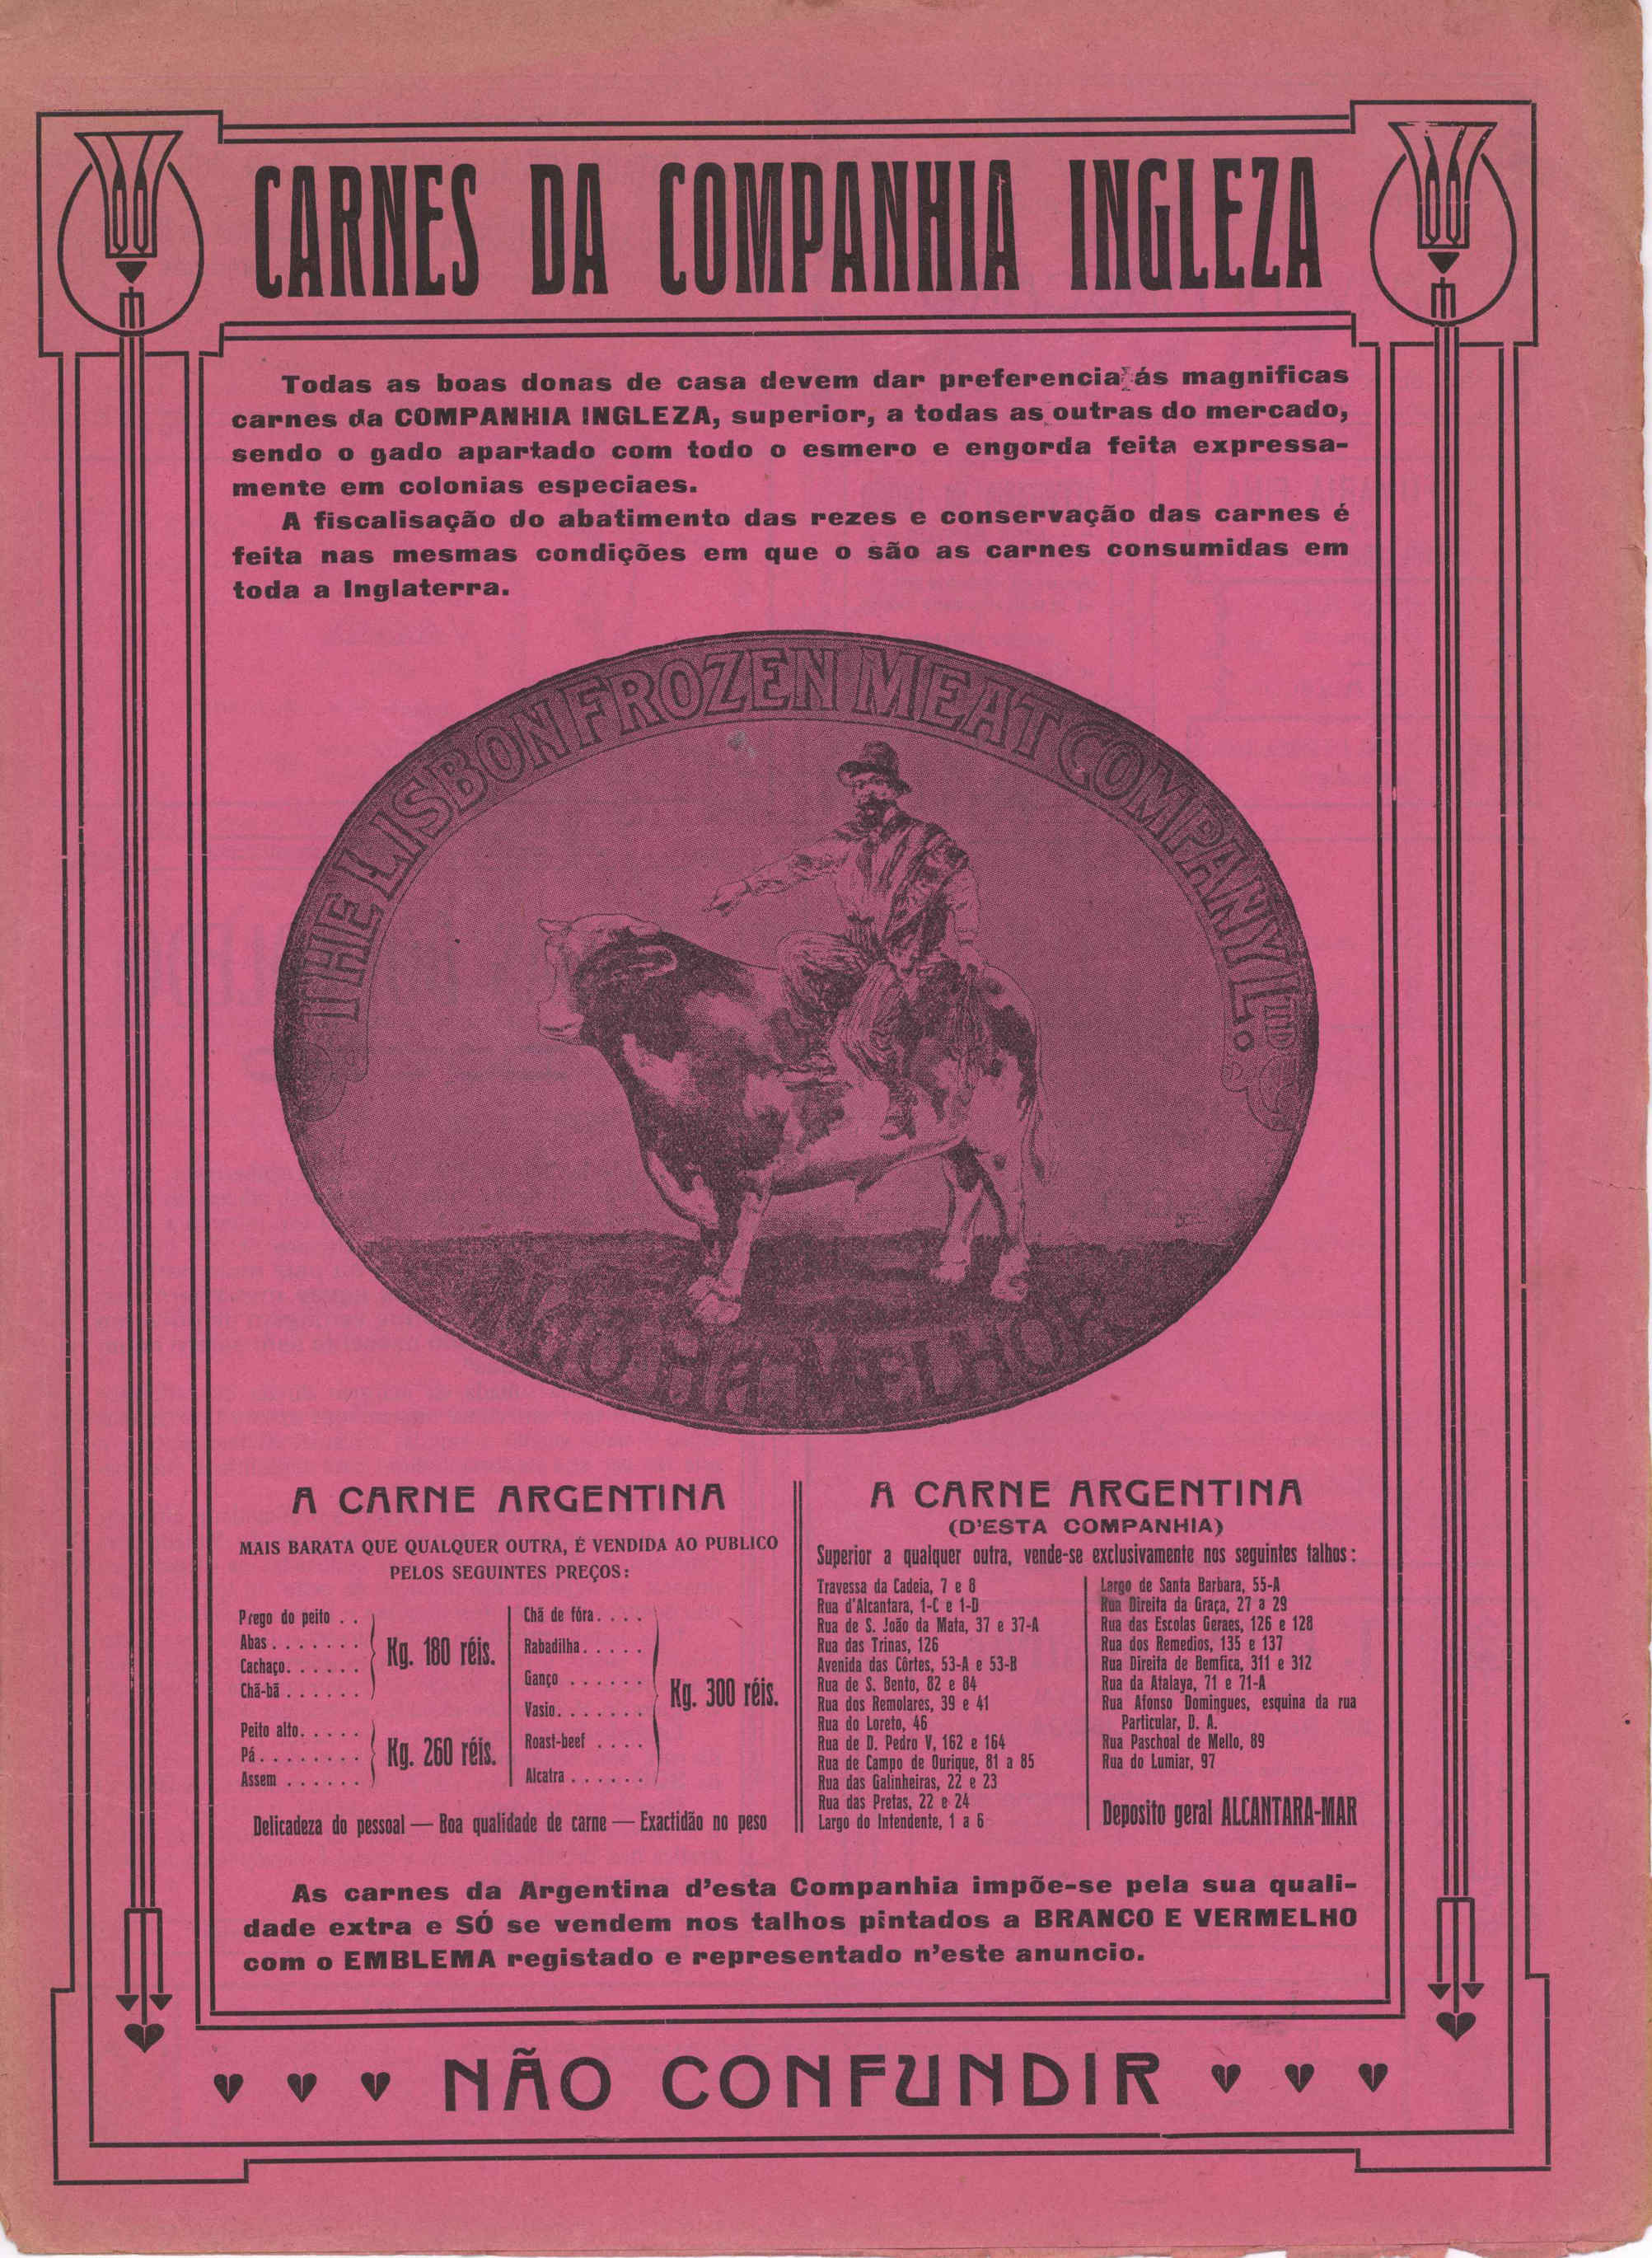 CARNES DA COMPANHIA INGLEZA
Todas as boas donas de casa devem dar preferencia ás magnificas
carnes da COMPANHIA INGLEZA, superior, a todas as outras do mercado,
sendo o gado apartado com todo o esmero e engorda feita expressa-
mente em colonias especiaes.
A fiscalisação do abatimento das rezes e conservação das carnes é
feita nas mesmas condições em que o são as carnes consumidas em
toda a Inglaterra.
THE LISBON FROZEN MEAT COMPANY LTD
NÃO HA MELHOR
A CARNE ARGENTINA
MAIS BARATA QUE QUALQUER OUTRA, É VENDIDA AO PUBLICO
PELOS SEGUINTES PREÇOS:
Prego do peito . .
Abas . . . . . . .
Cachaço. . . . . .
Chã-bã . . . . . .
Kg. 180 réis.
Peito alto. . . . .
Pá . . . . . . . .
Assem . . . . . .
Kg. 260 réis.
Chã de fóra. . . .
Rabadilha. . . . .
Ganço . . . . . .
Vasio. . . . . . .
Roast-beef . . . .
Alcatra . . . . . .
Kg. 300 réis.
Delicadeza do pessoal — Boa qualidade de carne — Exactidão no peso
A CARNE ARGENTINA
(D'ESTA COMPANHIA)
Superior a qualquer outra, vende-se exclusivamente nos seguintes talhos:
Travessa da Cadeia, 7 e 8
Rua d'Alcantara, 1-C e 1-D
Rua de S. João da Mata, 37 e 37-A
Rua das Trinas, 126
Avenida das Côrtes, 53-A e 53-B
Rua de S. Bento, 82 e 84
Rua dos Remolares, 39 e 41
Rua do Loreto, 46
Rua de D. Pedro V, 162 e 164
Rua de Campo de Ourique, 81 a 85
Rua das Galinheiras, 22 e 23
Rua das Pretas, 22 e 24
Largo do Intendente, 1 a 6
Largo de Santa Barbara, 55-A
Rua Direita da Graça, 27 a 29
Rua das Escolas Geraes, 126 e 128
Rua dos Remedios, 135 e 137
Rua Direita de Bemfica, 311 e 312
Rua da Atalaya, 71 e 71-A
Rua Afonso Domingues, esquina da rua
Particular, D. A.
Rua Paschoal de Mello, 89
Rua do Lumiar, 97
Deposito geral ALCANTARA-MAR
As carnes da Argentina d'esta Companhia impõe-se pela sua quali-
dade extra e SÓ se vendem nos talhos pintados a BRANCO E VERMELHO
com o EMBLEMA registado e representado n'este anuncio.
NÃO CONFUNDIR